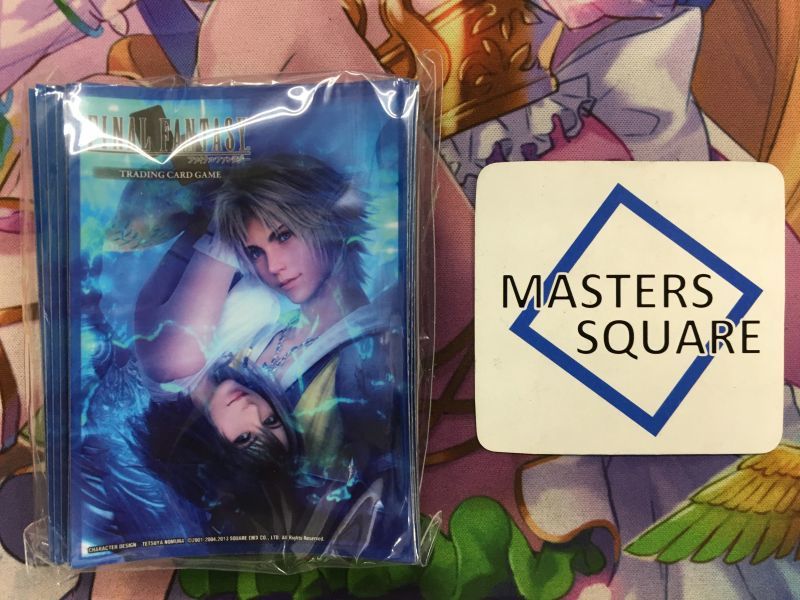 FINAL FANTASY
ファイナルファンタジー
TRADING CARD GAME
CHARACTER DESIGN TETSUYA NOMURA ©2001-2004, 2013 SQUARE ENIX CO., LTD. All Rights Reserved.
MASTERS
SQUARE